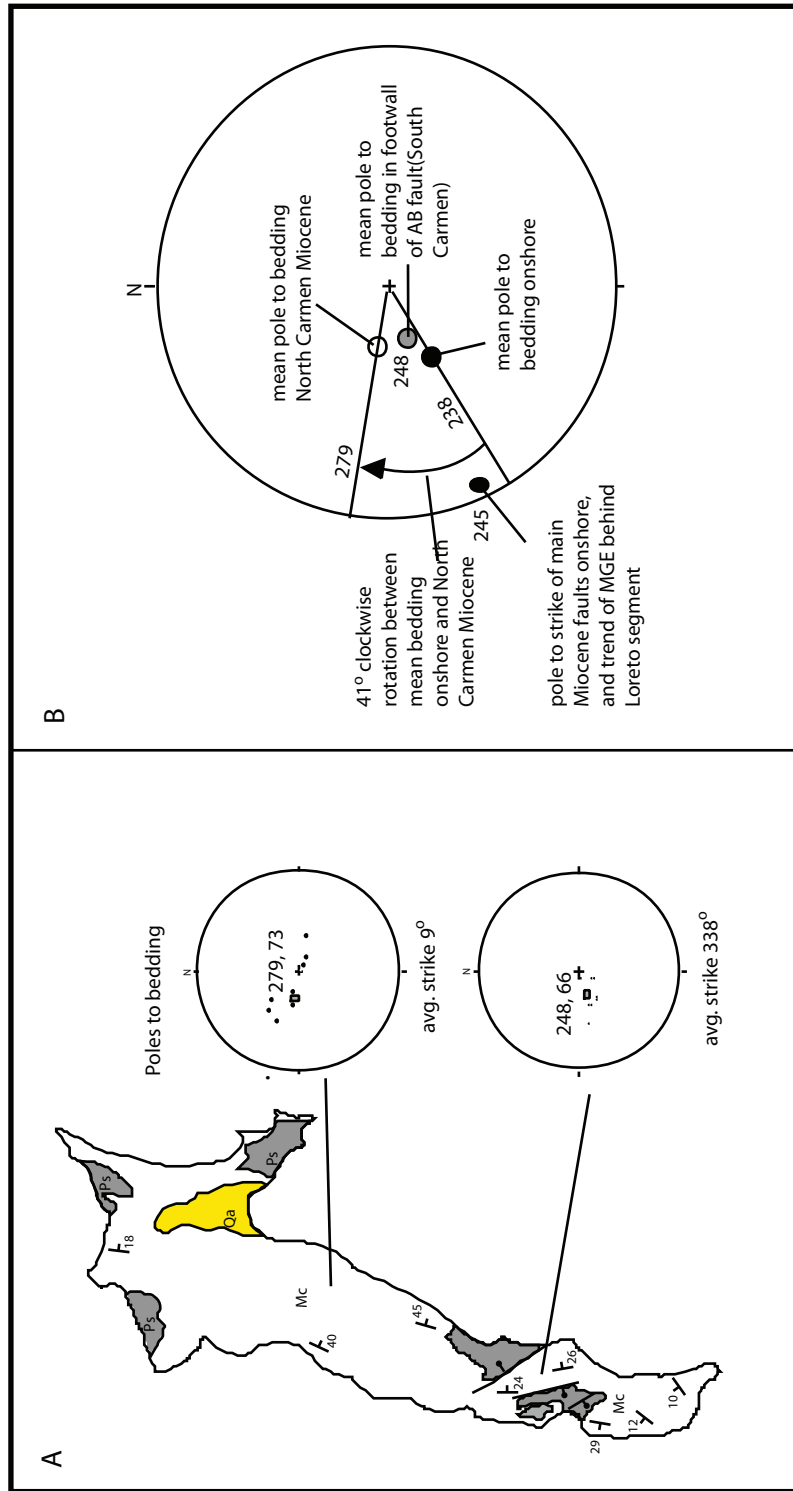 A
Poles to bedding
N
279, 73
avg. strike 9°
N
248, 66
avg. strike 338°
Ps
Ps
Ps
Qa
18
Mc
40
45
24
26
Mc
29
12
10
B
N
mean pole to bedding
North Carmen Miocene
mean pole to
bedding in footwall
of AB fault(South
Carmen)
279
248
238
245
mean pole to
bedding onshore
41° clockwise
rotation between
mean bedding
onshore and North
Carmen Miocene
pole to strike of main
Miocene faults onshore,
and trend of MGE behind
Loreto segment